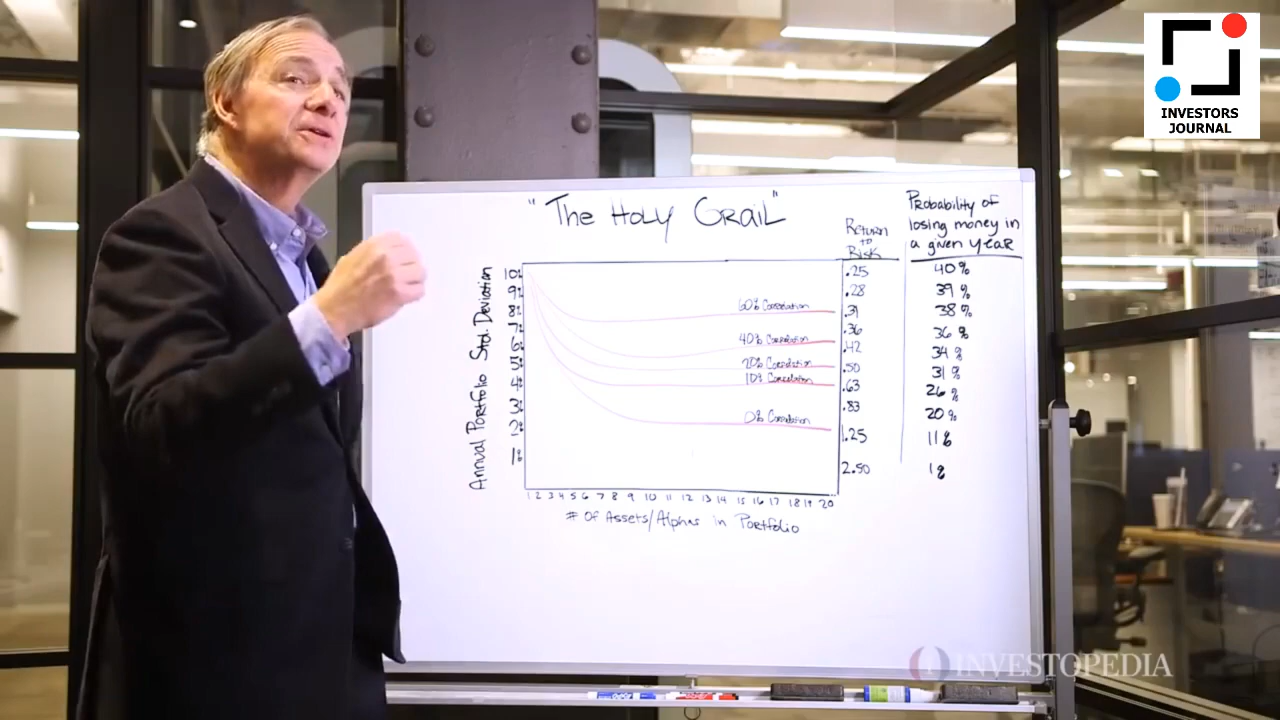 INVESTORS
JOURNAL
"The Holy Grail"
Return
to
Risk
Probability of
losing money in
a given year
Annual Portfolio Std. Deviation
10%
9%
8%
7%
6%
5%
4%
3%
2%
1%
60% Correlation
40% Correlation
20% Correlation
10% Correlation
0% Correlation
.25
.28
.31
.36
.42
.50
.63
.83
1.25
2.50
40%
39%
38%
36%
34%
31%
26%
20%
11%
1%
1 2 3 4 5 6 7 8 9 10 11 12 13 14 15 16 17 18 19 20
# of Assets/Alphas in Portfolio
INVESTOPEDIA